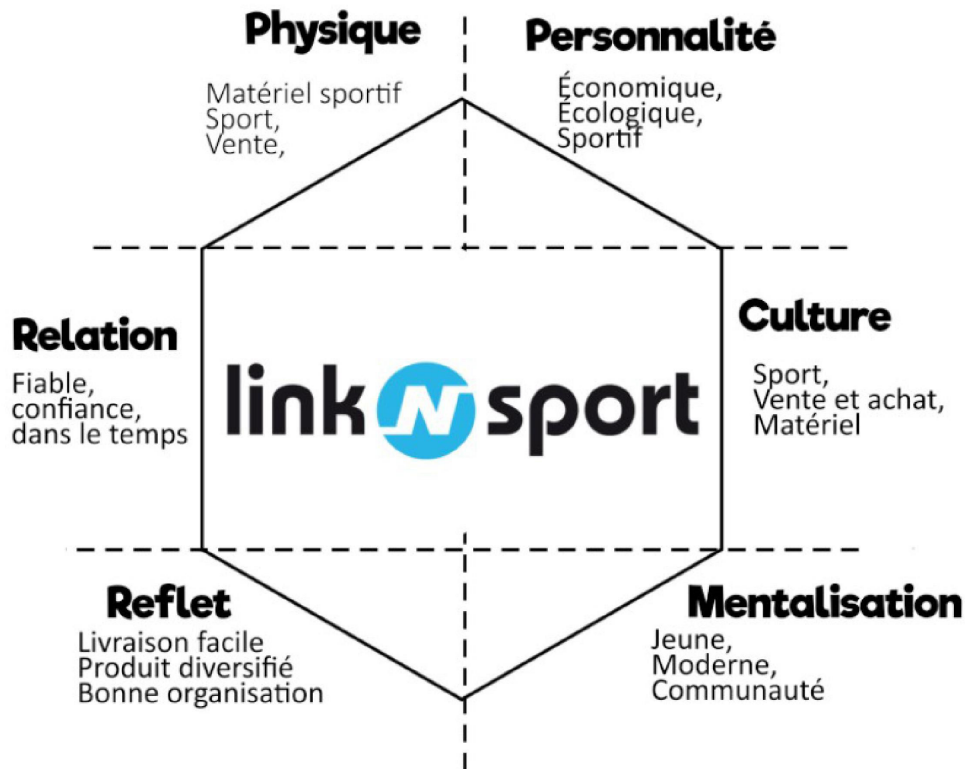 Physique
Matériel sportif
Sport,
Vente,
Personnalité
Économique,
Écologique,
Sportif
Relation
Fiable,
confiance,
dans le temps
link N sport
Culture
Sport,
Vente et achat,
Matériel
Reflet
Livraison facile
Produit diversifié
Bonne organisation
Mentalisation
Jeune,
Moderne,
Communauté